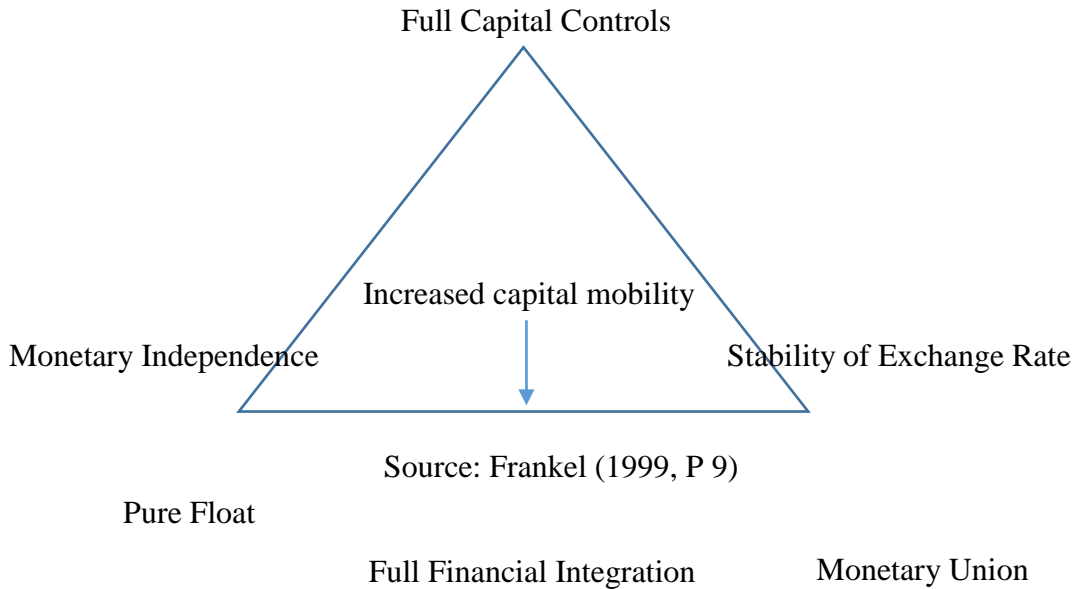 Full Capital Controls
Increased capital mobility
Monetary Independence
Stability of Exchange Rate
Source: Frankel (1999, P 9)
Pure Float
Full Financial Integration
Monetary Union